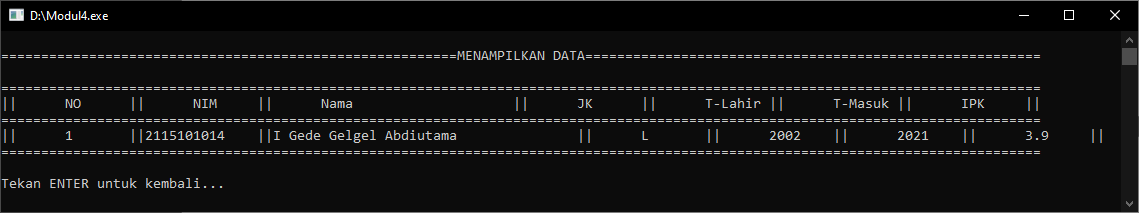 D:\Modul4.exe
=========================================================MENAMPILKAN DATA=========================================================
==================================================================================================================================
||      NO      ||      NIM     ||      Nama                    ||      JK      ||      T-Lahir ||      T-Masuk ||      IPK     ||
==================================================================================================================================
||      1       ||2115101014    ||I Gede Gelgel Abdiutama               ||      L       ||      2002    ||      2021    ||      3.9     ||
==================================================================================================================================
Tekan ENTER untuk kembali...